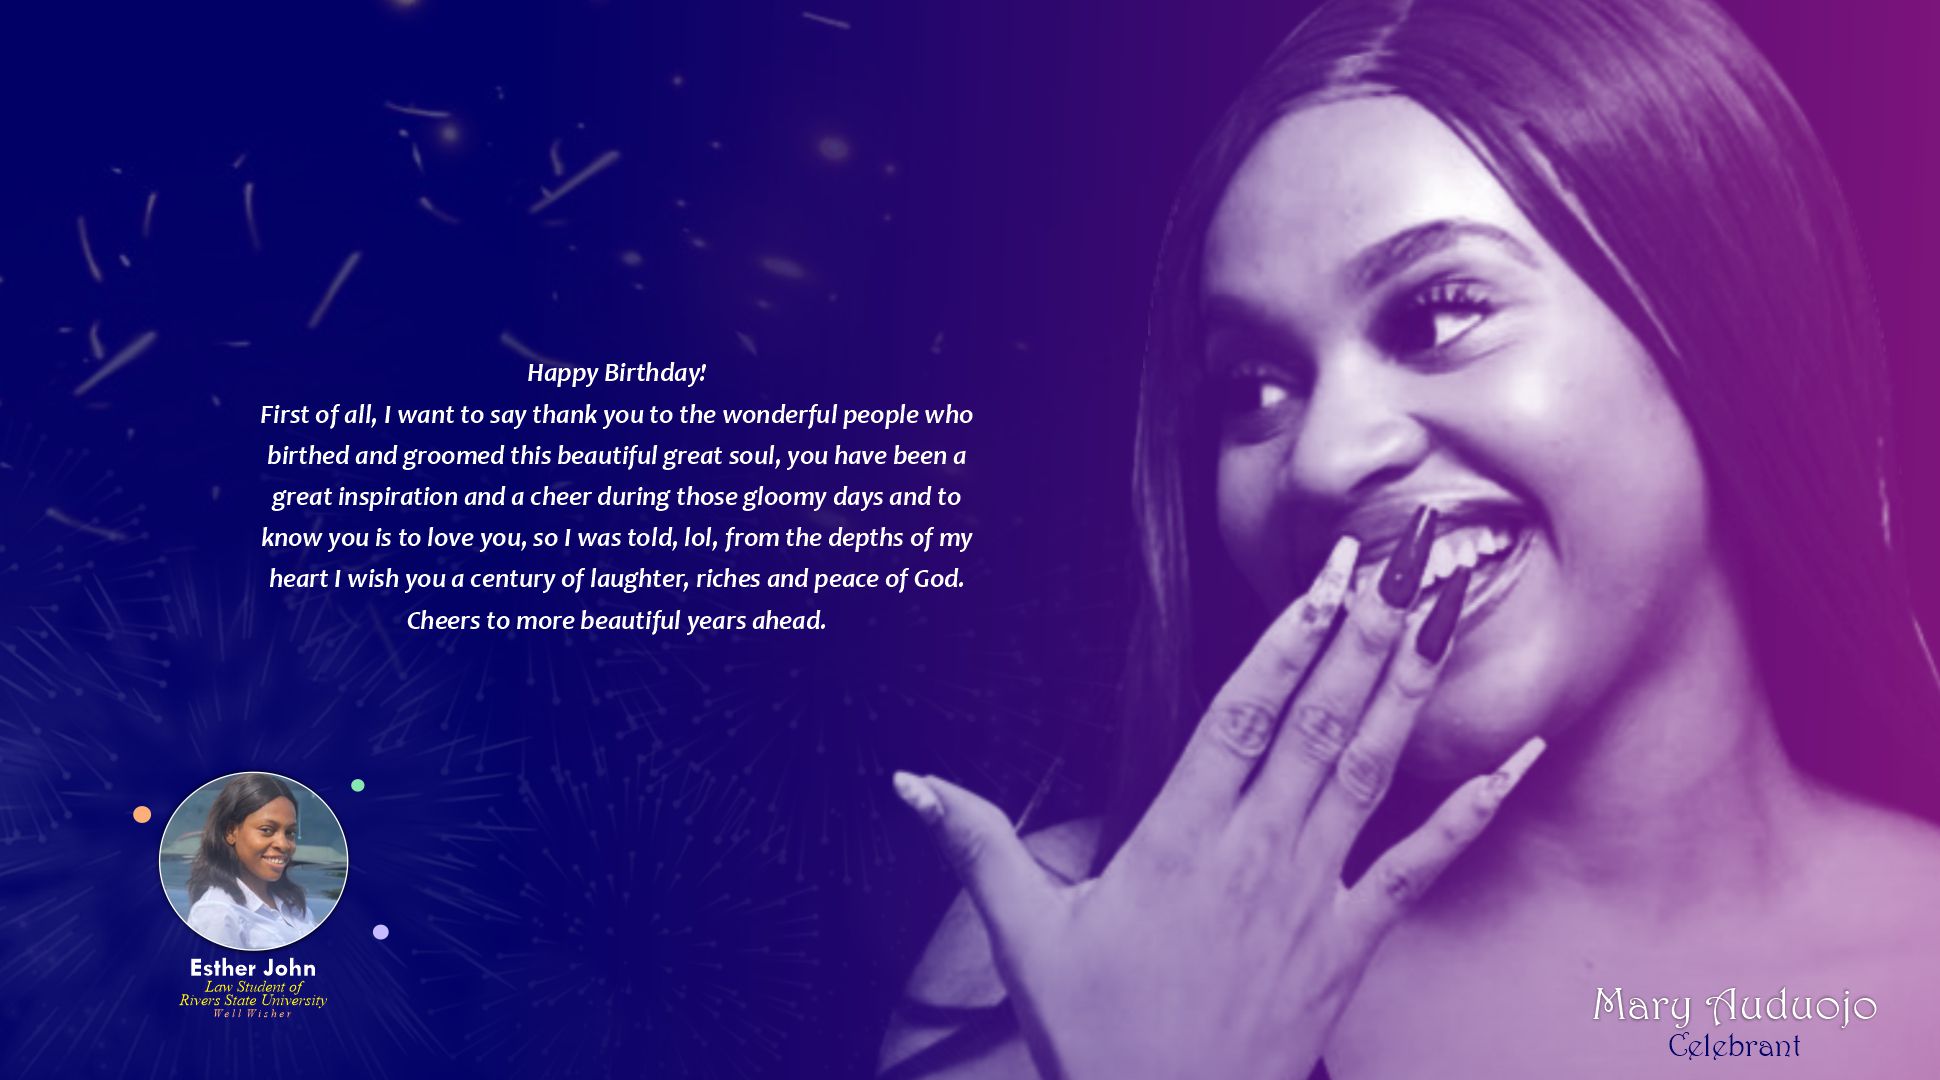 Happy Birthday!
First of all, I want to say thank you to the wonderful people who
birthed and groomed this beautiful great soul, you have been a
great inspiration and a cheer during those gloomy days and to
know you is to love you, so I was told, lol, from the depths of my
heart I wish you a century of laughter, riches and peace of God.
Cheers to more beautiful years ahead.
Esther John
Law Student of
Rivers State University
Well Wisher
Mary Auduojo
Celebrant